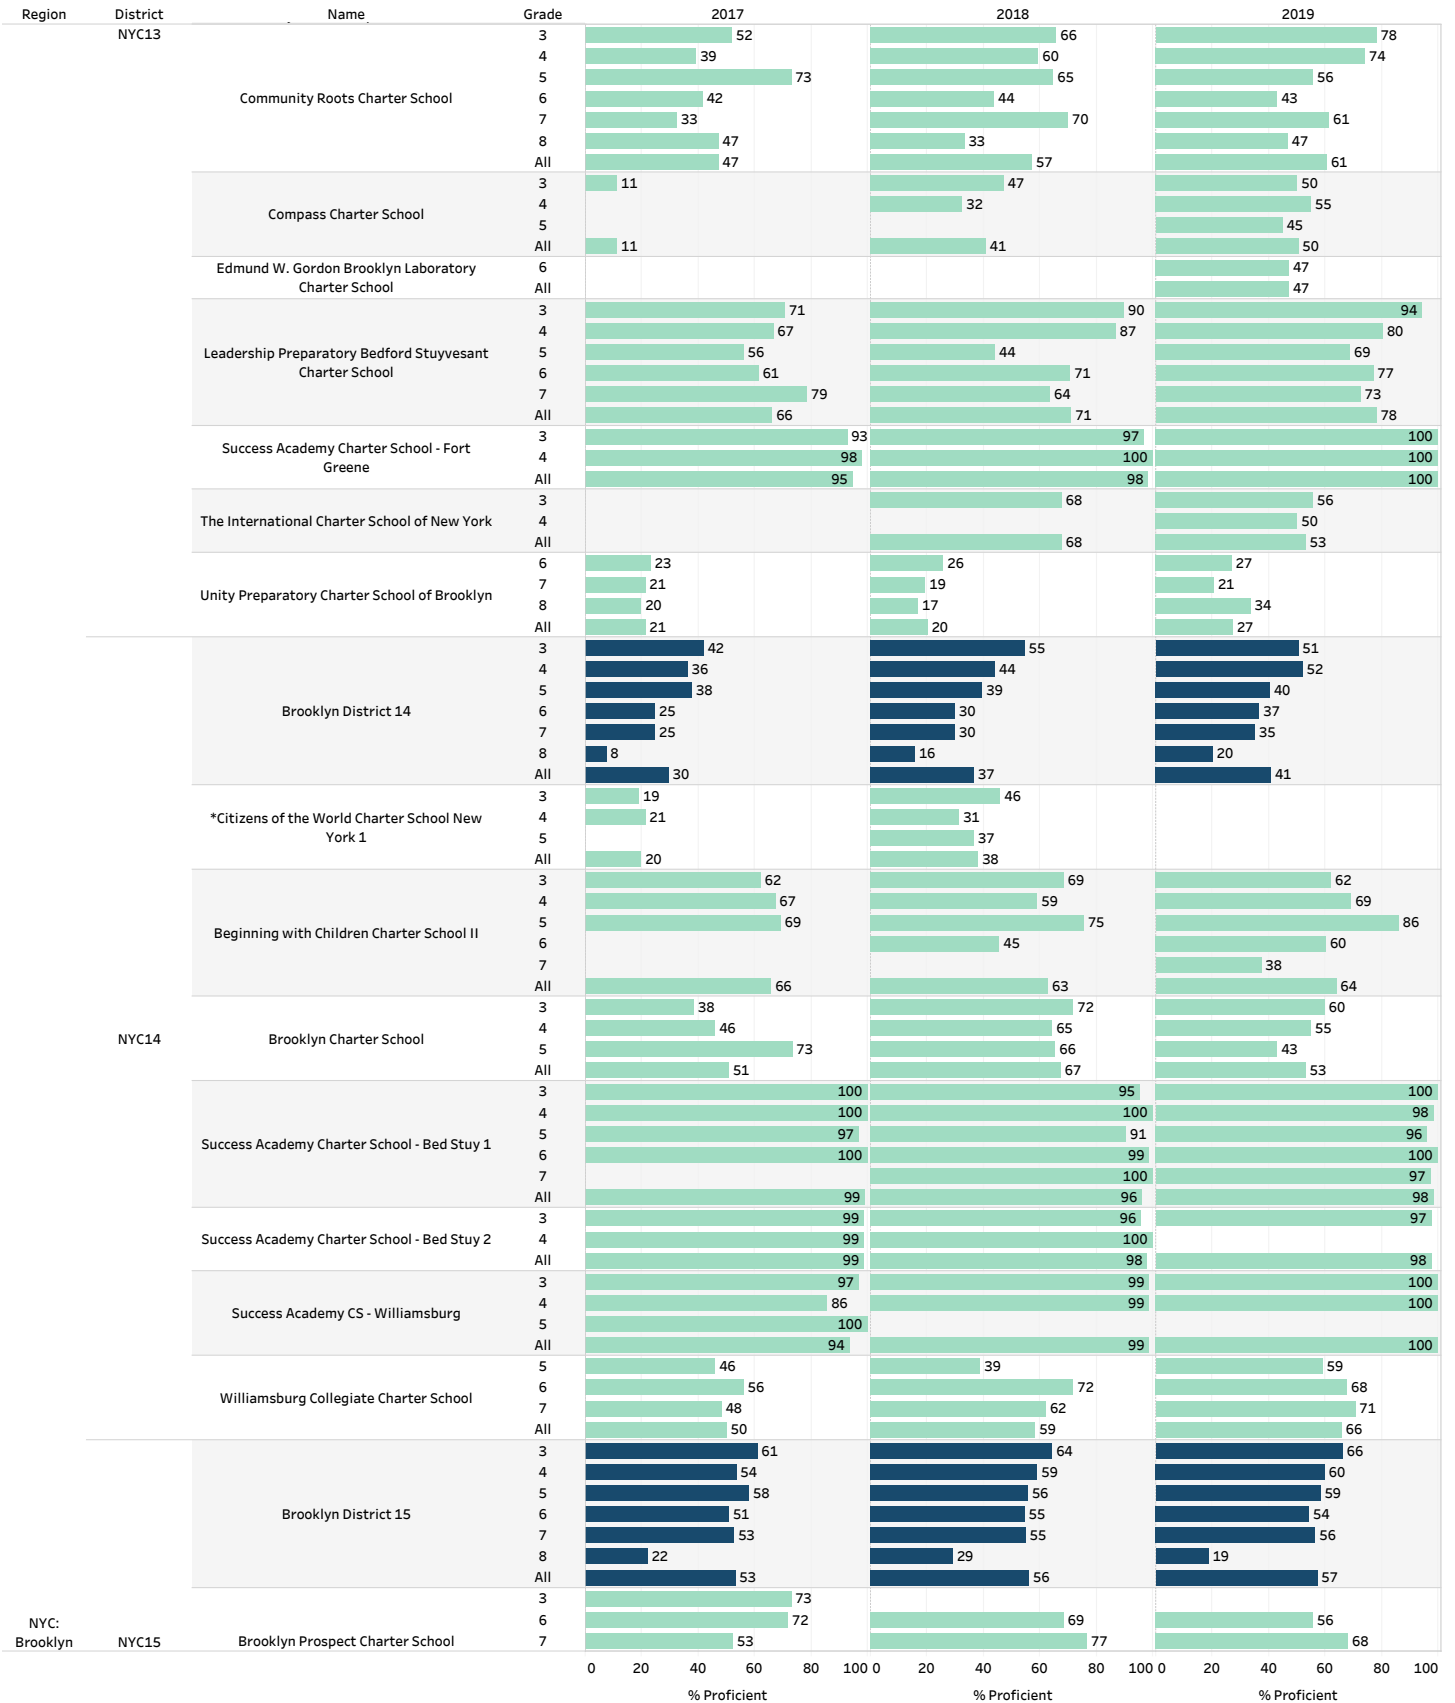 Region District Name Grade 2017 2018 2019
NYC13 3 52 66 78
4 39 60 74
5 73 65 56
Community Roots Charter School 6 42 44 43
7 33 70 61
8 47 33 47
All 47 57 61
3 11 47 50
Compass Charter School 4 32 55
5 45
All 11 41 50
Edmund W. Gordon Brooklyn Laboratory 6 47
Charter School All 47
3 71 90 94
4 67 87 80
Leadership Preparatory Bedford Stuyvesant 5 56 44 69
Charter School 6 61 71 77
7 79 64 73
All 66 71 78
3 93 97 100
Success Academy Charter School - Fort 4 98 100 100
Greene
All 95 98 100
3 68 56
The International Charter School of New York 4 50
All 68 53
6 23 26 27
7 21 19 21
Unity Preparatory Charter School of Brooklyn 8 20 17 34
All 21 20 27
3 42 55 51
4 36 44 52
5 38 39 40
Brooklyn District 14 6 25 30 37
7 25 30 35
8 8 16 20
All 30 37 41
3 19 46
*Citizens of the World Charter School New 4 21 31
York 1 5 37
All 20 38
3 62 69 62
4 67 59 69
5 69 75 86
Beginning with Children Charter School II 6 45 60
7 38
All 66 63 64
3 38 72 60
4 46 65 55
NYC14 Brooklyn Charter School 5 73 66 43
All 51 67 53
3 100 95 100
4 100 100 98
5 97 91 96
Success Academy Charter School - Bed Stuy 1 6 100 99 100
7 100 97
All 99 96 98
3 99 96 97
Success Academy Charter School - Bed Stuy 2 4 99 100
All 99 98 98
3 97 99 100
4 86 99 100
Success Academy CS - Williamsburg 5 100
All 94 99 100
5 46 39 59
6 56 72 68
Williamsburg Collegiate Charter School 7 48 62 71
All 50 59 66
3 61 64 66
4 54 59 60
5 58 56 59
Brooklyn District 15 6 51 55 54
7 53 55 56
8 22 29 19
All 53 56 57
3 73
NYC: 6 72 69 56
Brooklyn NYC15 Brooklyn Prospect Charter School 7 53 77 68
0 20 40 60 80 100 0 20 40 60 80 100 0 20 40 60 80 100
% Proficient % Proficient % Proficient